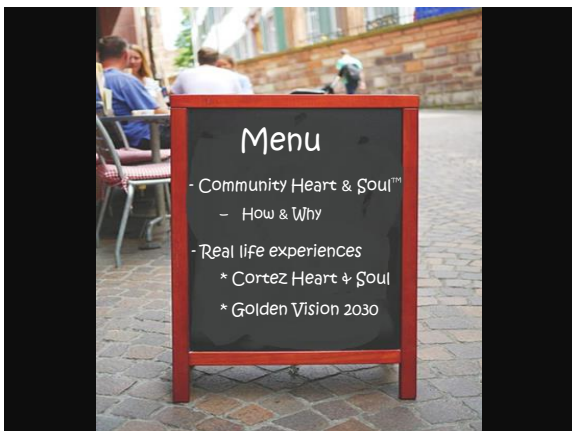 Menu
- Community Heart & Soul™
– How & Why
- Real life experiences
* Cortez Heart & Soul
* Golden Vision 2030